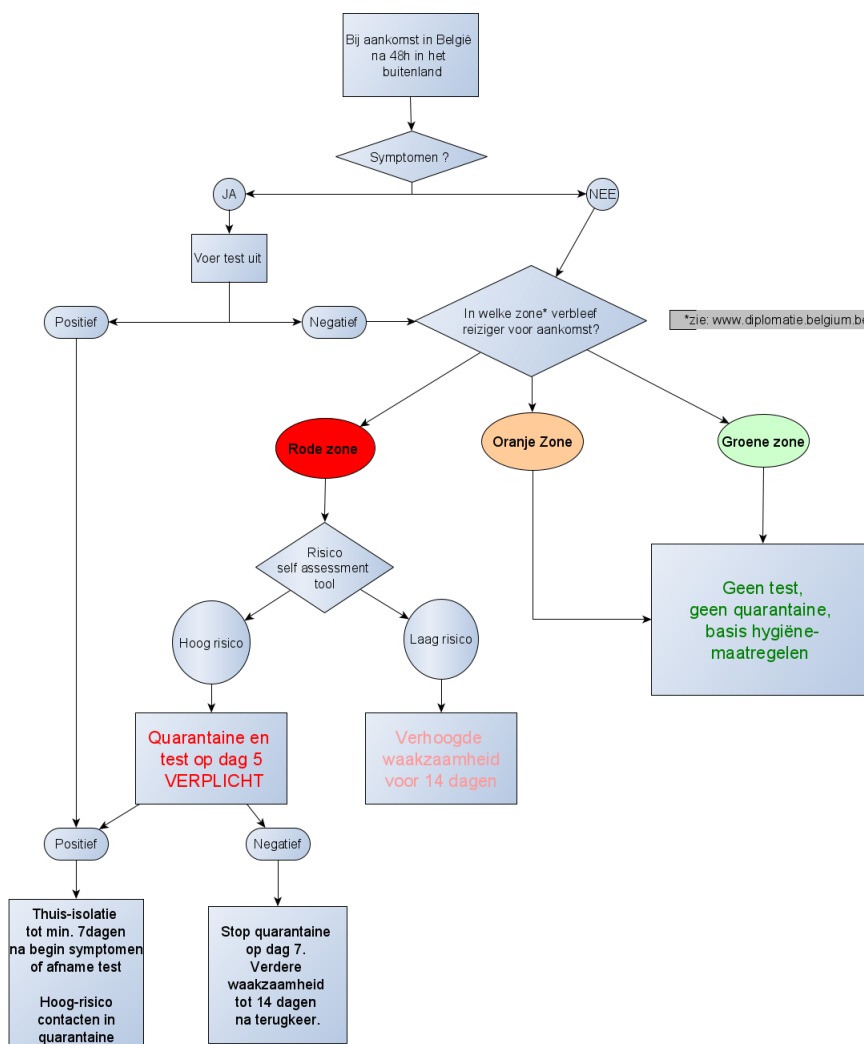 Bij aankomst in België
na 48h in het
buitenland
Symptomen ?
JA
NEE
Voer test uit
Positief
Negatief
In welke zone* verbleef
reiziger voor aankomst?
*zie: www.diplomatie.belgium.be
Rode zone
Oranje Zone
Groene zone
Risico
self assessment
tool
Geen test,
geen quarantaine,
basis hygiëne-
maatregelen
Hoog risico
Laag risico
Quarantaine en
test op dag 5
VERPLICHT
Verhoogde
waakzaamheid
voor 14 dagen
Positief
Negatief
Thuis-isolatie
tot min. 7dagen
na begin symptomen
of afname test
Hoog-risico
contacten in
quarantaine
Stop quarantaine
op dag 7.
Verdere
waakzaamheid
tot 14 dagen
na terugkeer.